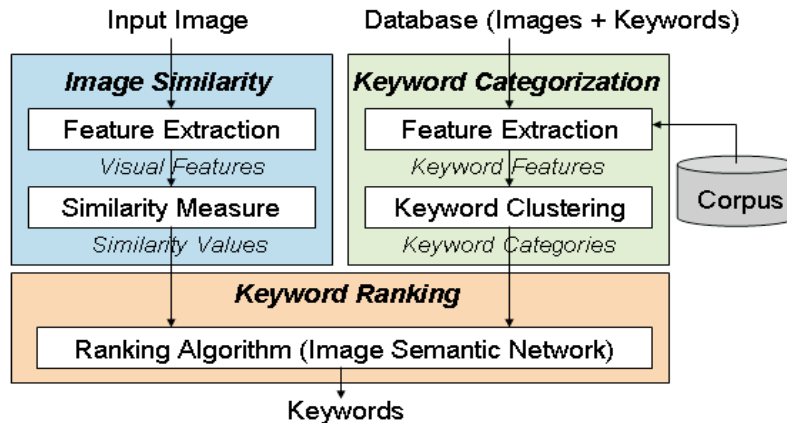 Input Image
Database (Images + Keywords)
Image Similarity
Keyword Categorization
Feature Extraction
Feature Extraction
Visual Features
Keyword Features
Similarity Measure
Keyword Clustering
Corpus
Similarity Values
Keyword Categories
Keyword Ranking
Ranking Algorithm (Image Semantic Network)
Keywords